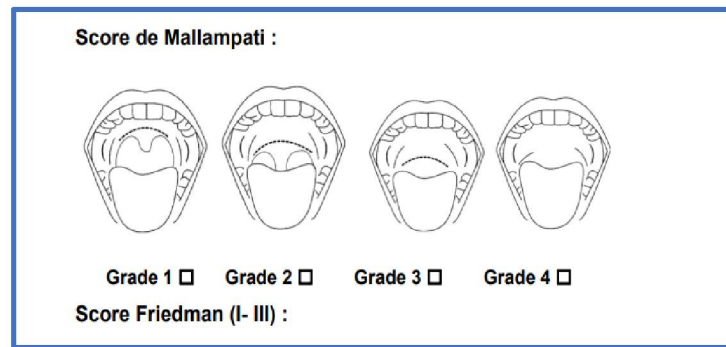 Score de Mallampati :
Grade 1 □ Grade 2 □ Grade 3 □ Grade 4 □
Score Friedman (I- III) :